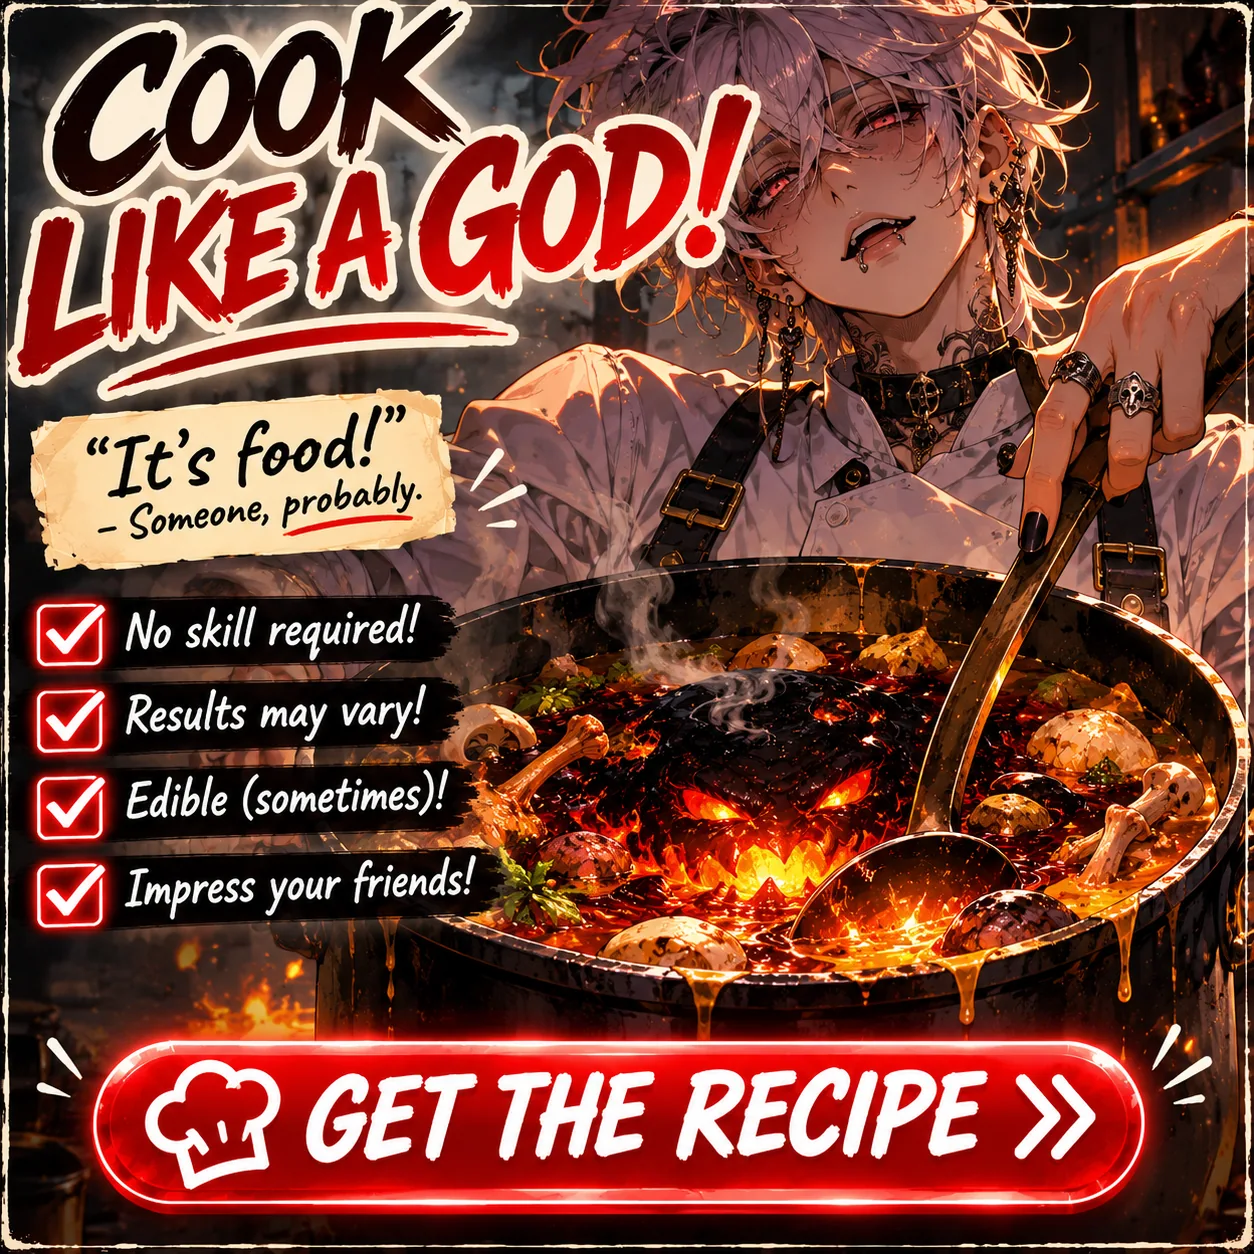 COOK
LIKE A GOD!
“It's food!”
- Someone, probably.
No skill required!
Results may vary!
Edible (sometimes)!
Impress your friends!
GET THE RECIPE »